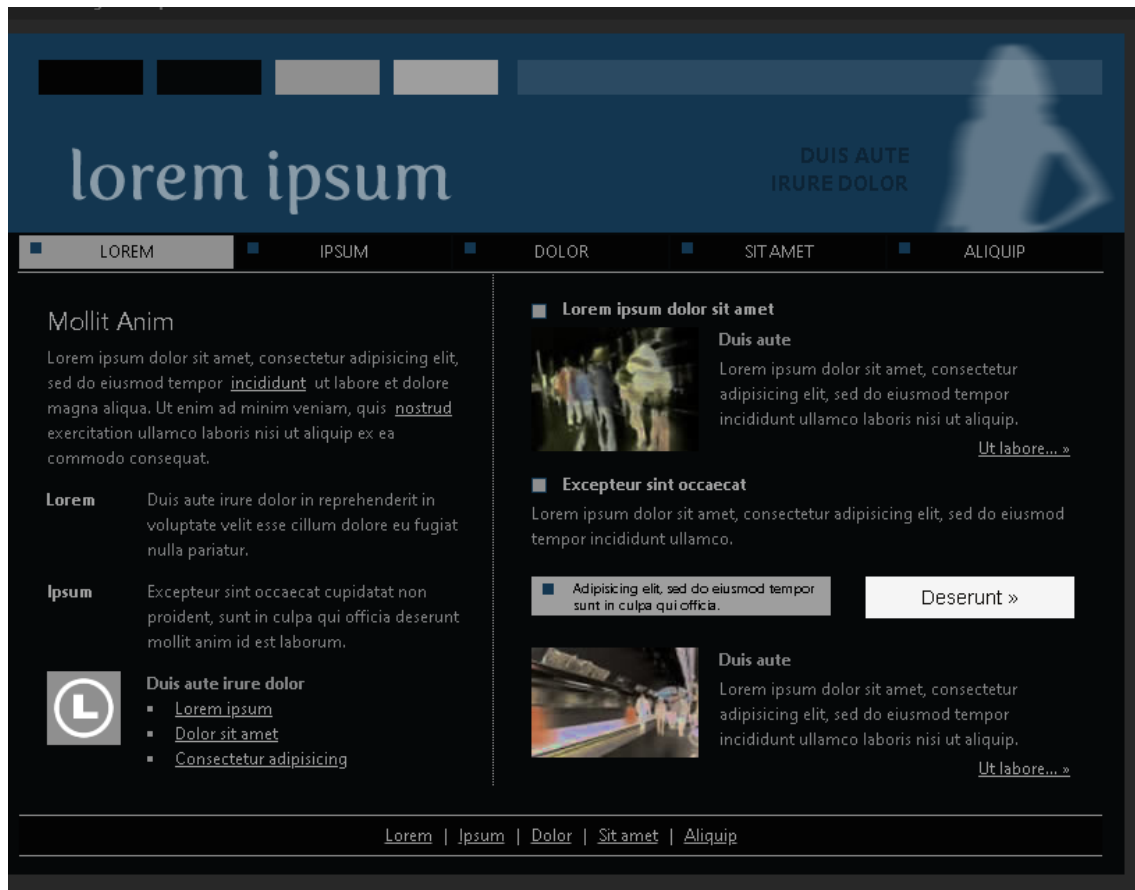 lorem ipsum
DUIS AUTE
IRURE DOLOR
LOREM
IPSUM
DOLOR
SIT AMET
ALIQUIP
Mollit Anim
Lorem ipsum dolor sit amet, consectetur adipisicing elit,
sed do eiusmod tempor incididunt ut labore et dolore
magna aliqua. Ut enim ad minim veniam, quis nostrud
exercitation ullamco laboris nisi ut aliquip ex ea
commodo consequat.
Lorem
Duis aute irure dolor in reprehenderit in
voluptate velit esse cillum dolore eu fugiat
nulla pariatur.
Ipsum
Excepteur sint occaecat cupidatat non
proident, sunt in culpa qui officia deserunt
mollit anim id est laborum.
L
Duis aute irure dolor
Lorem ipsum
Dolor sit amet
Consectetur adipisicing
Lorem ipsum dolor sit amet
Duis aute
Lorem ipsum dolor sit amet, consectetur
adipisicing elit, sed do eiusmod tempor
incididunt ullamco laboris nisi ut aliquip.
Ut labore... »
Excepteur sint occaecat
Lorem ipsum dolor sit amet, consectetur adipisicing elit, sed do eiusmod
tempor incididunt ullamco.
Adipisicing elit, sed do eiusmod tempor
sunt in culpa qui officia.
Deserunt »
Duis aute
Lorem ipsum dolor sit amet, consectetur
adipisicing elit, sed do eiusmod tempor
incididunt ullamco laboris nisi ut aliquip.
Ut labore... »
Lorem | Ipsum | Dolor | Sit amet | Aliquip